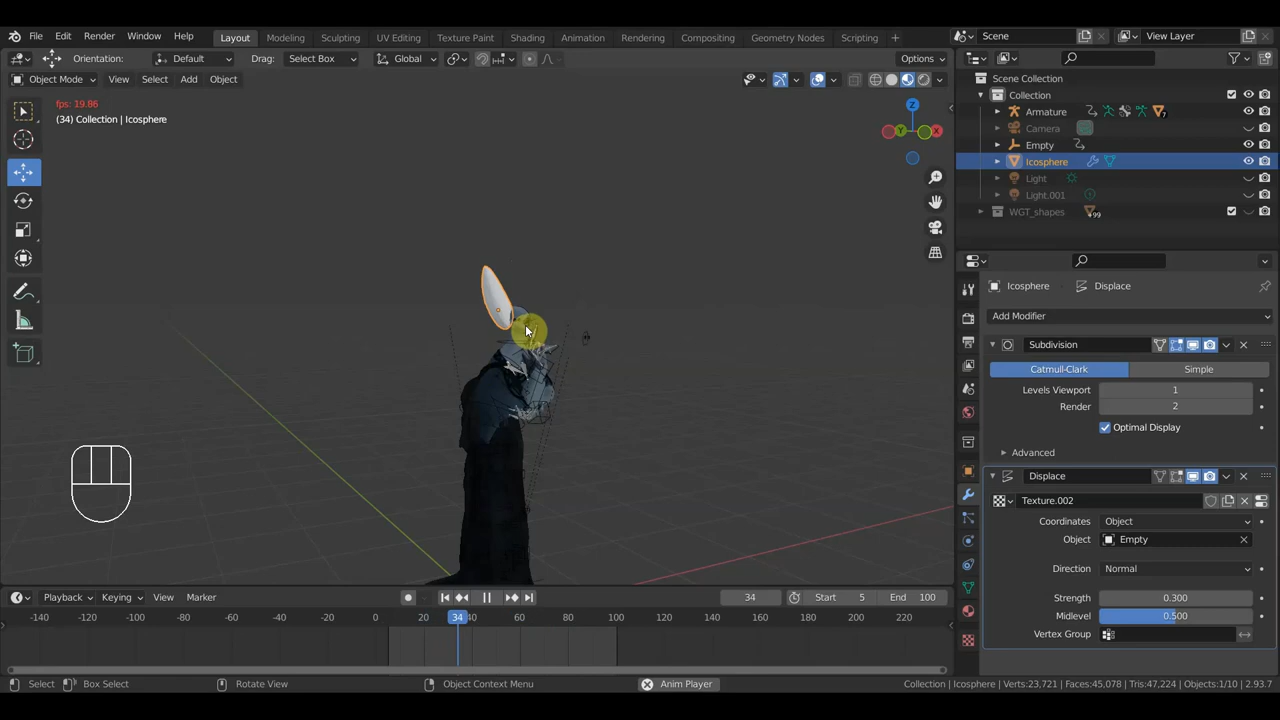 File Edit Render Window Help Layout Modeling Sculpting UV Editing Texture Paint Shading Animation Rendering Compositing Geometry Nodes Scripting + Scene View Layer
Orientation: Default Drag: Select Box Global Options
Object Mode View Select Add Object
Scene Collection
Collection
fps: 19.86
(34) Collection | Icosphere
Armature 7
Camera
Empty
Icosphere
Light
Light.001
WGT_shapes 99
Z
Y
X
Icosphere Displace
Add Modifier
Subdivision
Catmull-Clark Simple
Levels Viewport 1
Render 2
Optimal Display
Advanced
Displace
Texture.002
Coordinates Object
Object Empty
Direction Normal
Strength 0.300
Midlevel 0.500
Vertex Group
Playback Keying View Marker 34 Start 5 End 100
-140 -120 -100 -80 -60 -40 -20 0 20 34 40 60 80 100 120 140 160 180 200 220
Select Box Select Rotate View Object Context Menu Anim Player Collection | Icosphere | Verts:23,721 | Faces:45,078 | Tris:47,224 | Objects:1/10 | 2.93.7